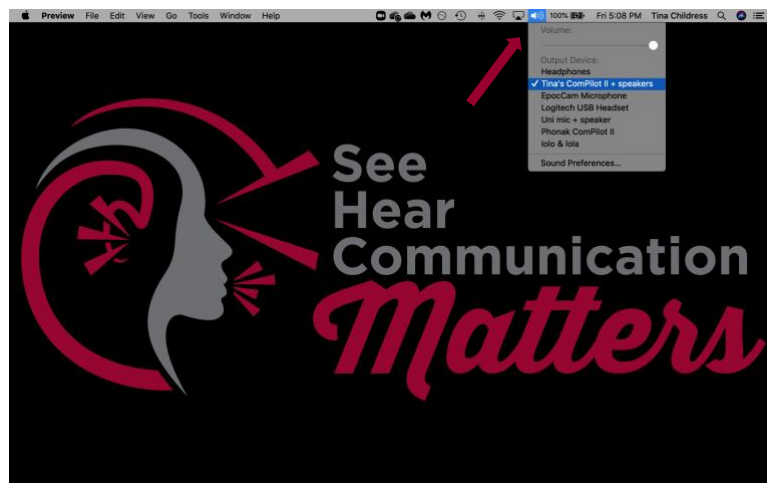 Preview File Edit View Go Tools Window Help 100% Fri 5:08 PM Tina Childress
Volume:
Output Device:
Headphones
✓ Tina's ComPilot II + speakers
EpocCam Microphone
Logitech USB Headset
Uni mic + speaker
Phonak ComPilot II
lolo & lola
Sound Preferences...
See
Hear
Communication
Matters